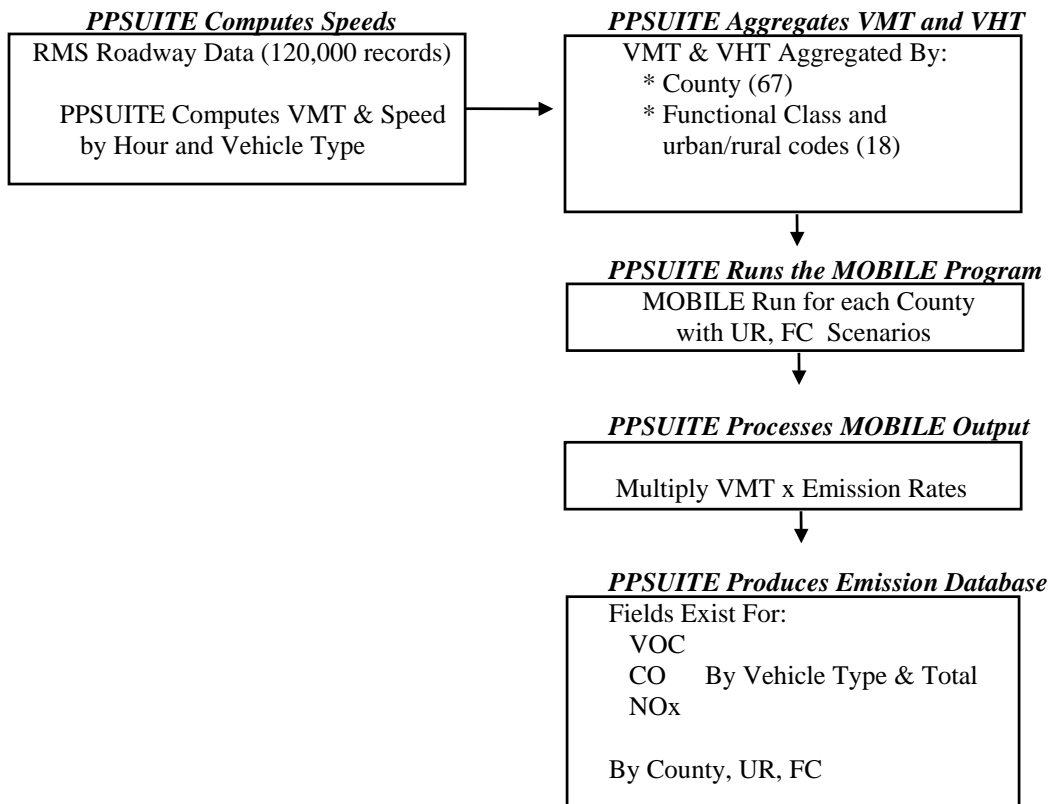 PPSUITE Computes Speeds
RMS Roadway Data (120,000 records)
PPSUITE Computes VMT & Speed
by Hour and Vehicle Type
PPSUITE Aggregates VMT and VHT
VMT & VHT Aggregated By:
* County (67)
* Functional Class and
urban/rural codes (18)
PPSUITE Runs the MOBILE Program
MOBILE Run for each County
with UR, FC Scenarios
PPSUITE Processes MOBILE Output
Multiply VMT x Emission Rates
PPSUITE Produces Emission Database
Fields Exist For:
VOC
CO By Vehicle Type & Total
NOx
By County, UR, FC